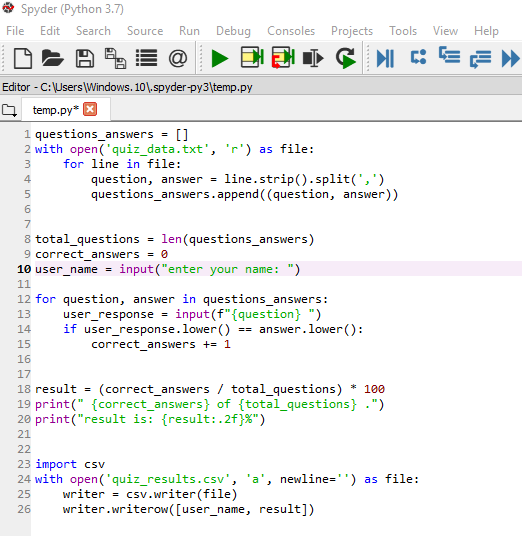 Spyder (Python 3.7)
File Edit Search Source Run Debug Consoles Projects Tools View Help
Editor - C:\Users\Windows.10\.spyder-py3\temp.py
temp.py*
1 questions_answers = []
2 with open('quiz_data.txt', 'r') as file:
3     for line in file:
4         question, answer = line.strip().split(',')
5         questions_answers.append((question, answer))
6
7
8 total_questions = len(questions_answers)
9 correct_answers = 0
10 user_name = input("enter your name: ")
11
12 for question, answer in questions_answers:
13     user_response = input(f"{question} ")
14     if user_response.lower() == answer.lower():
15         correct_answers += 1
16
17
18 result = (correct_answers / total_questions) * 100
19 print(" {correct_answers} of {total_questions} .")
20 print("result is: {result:.2f}%")
21
22
23 import csv
24 with open('quiz_results.csv', 'a', newline='') as file:
25     writer = csv.writer(file)
26     writer.writerow([user_name, result])